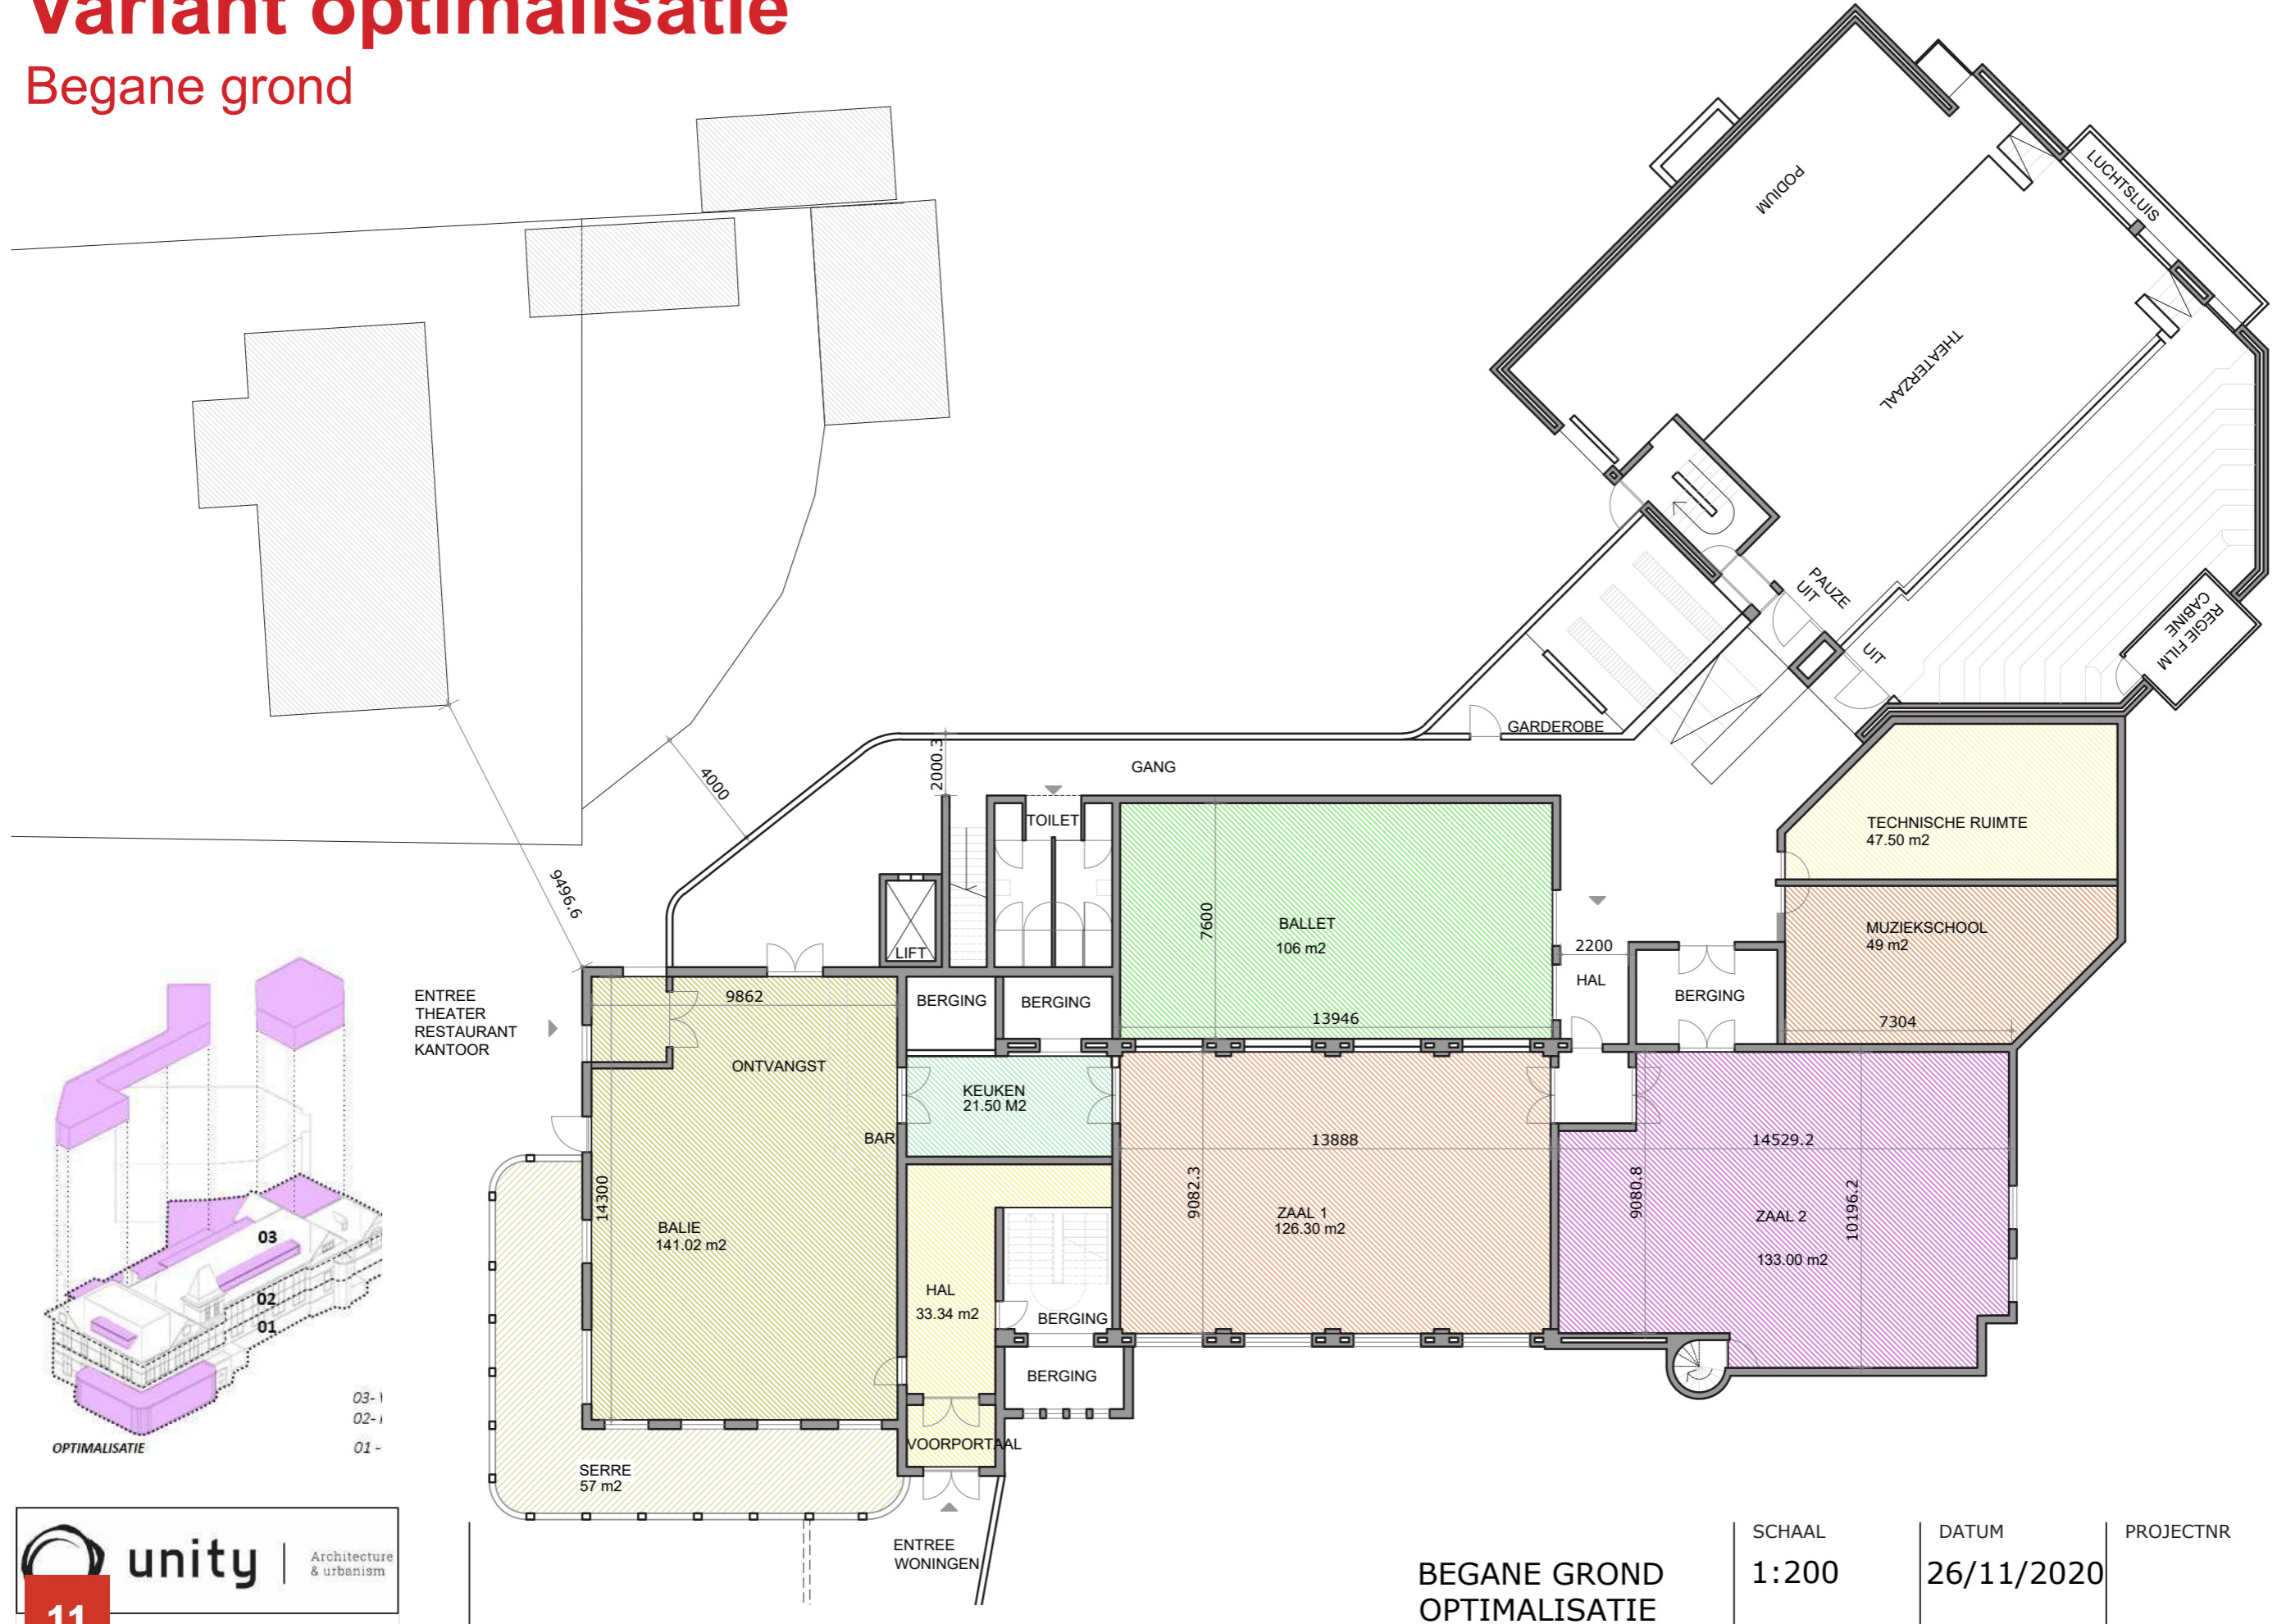 Variant optimalisatie
Begane grond
PODIUM
LUCHTSLUIS
THEATERZAAL
PAUZE
UIT
UIT
REGIE FILM
CABINE
GARDEROBE
GANG
2000.3
4000
9496.6
TOILET
LIFT
TECHNISCHE RUIMTE
47.50 m2
BALLET
106 m2
7600
13946
2200
HAL
MUZIEKSCHOOL
49 m2
7304
BERGING
BERGING
BERGING
ENTREE
THEATER
RESTAURANT
KANTOOR
9862
ONTVANGST
KEUKEN
21.50 M2
BAR
14300
BALIE
141.02 m2
13888
9082.3
ZAAL 1
126.30 m2
14529.2
9080.8
10196.2
ZAAL 2
133.00 m2
HAL
33.34 m2
BERGING
BERGING
VOORPORTAAL
SERRE
57 m2
ENTREE
WONINGEN
03
02
01
03-
02-
01 -
OPTIMALISATIE
unity
Architecture
& urbanism
11
BEGANE GROND
OPTIMALISATIE
SCHAAL
1:200
DATUM
26/11/2020
PROJECTNR